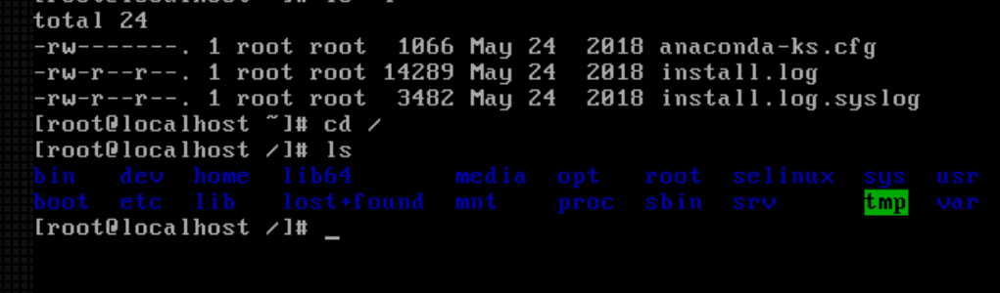 total 24
-rw-------. 1 root root  1066 May 24  2018 anaconda-ks.cfg
-rw-r--r--. 1 root root 14289 May 24  2018 install.log
-rw-r--r--. 1 root root  3482 May 24  2018 install.log.syslog
[root@localhost ~]# cd /
[root@localhost /]# ls
bin   dev  home  lib64       media  opt   root  selinux  sys  usr
boot  etc  lib   lost+found  mnt    proc  sbin  srv      tmp  var
[root@localhost /]# _